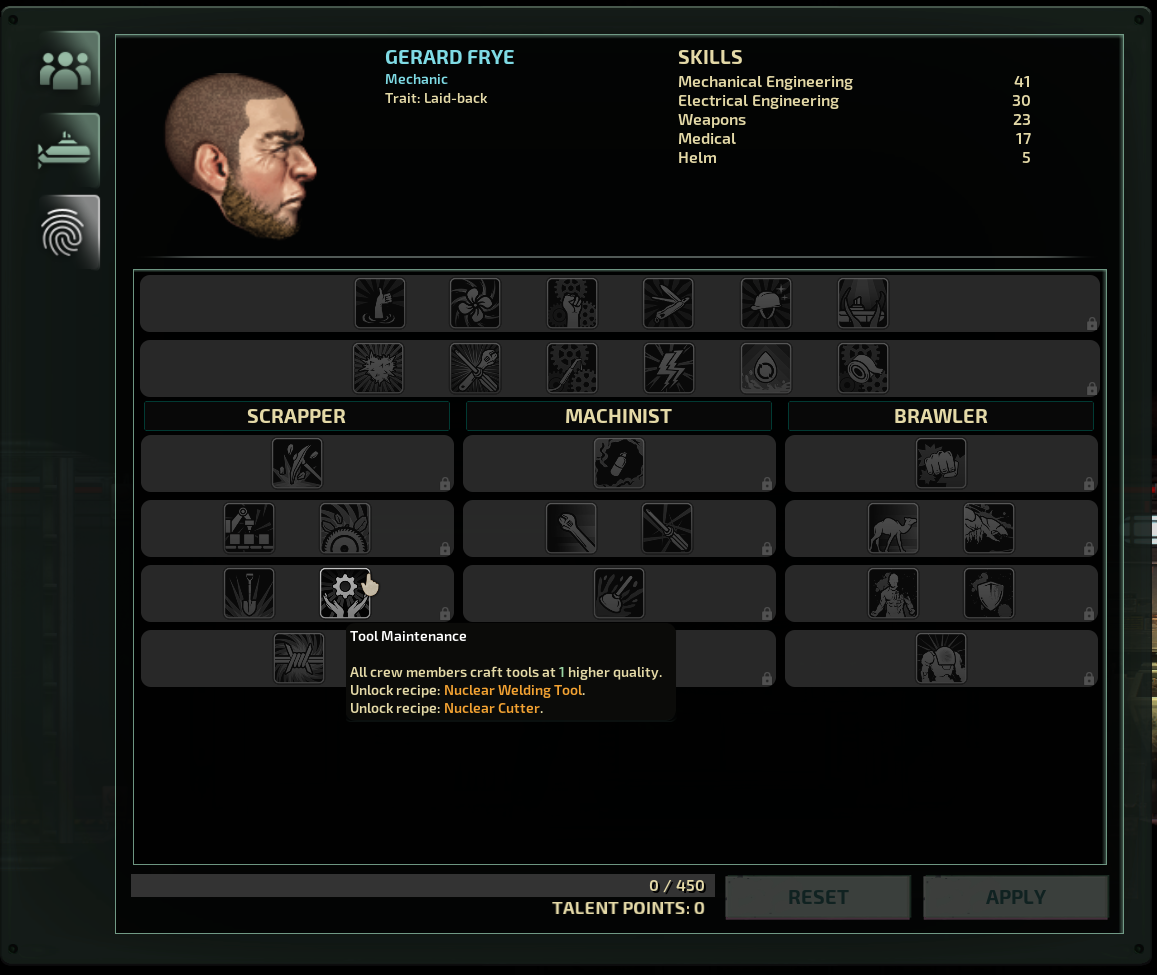 GERARD FRYE
Mechanic
Trait: Laid-back
SKILLS
Mechanical Engineering 41
Electrical Engineering 30
Weapons 23
Medical 17
Helm 5
SCRAPPER
MACHINIST
BRAWLER
Tool Maintenance
All crew members craft tools at 1 higher quality.
Unlock recipe: Nuclear Welding Tool.
Unlock recipe: Nuclear Cutter.
0 / 450
TALENT POINTS: 0
RESET
APPLY